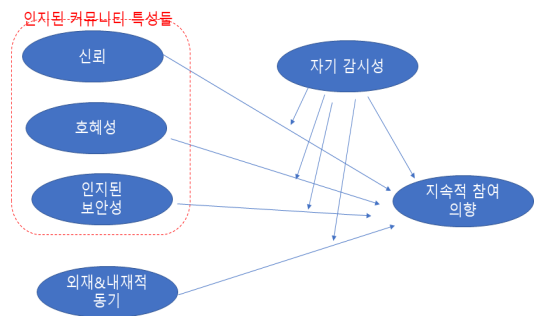 인지된 커뮤니티 특성들
신뢰
자기 감시성
호혜성
인지된
보안성
지속적 참여
의향
외재&내재적
동기